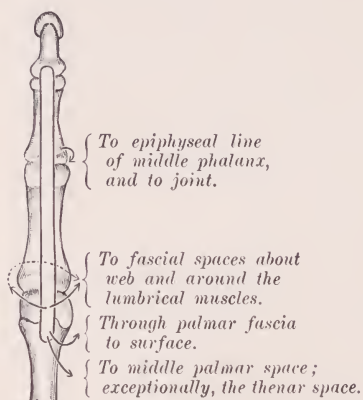 To epiphyseal line
of middle phalanx,
and to joint.
To fascial spaces about
web and around the
lumbrical muscles.
Through palmar fascia
to surface.
To middle palmar space;
exceptionally, the thenar space.